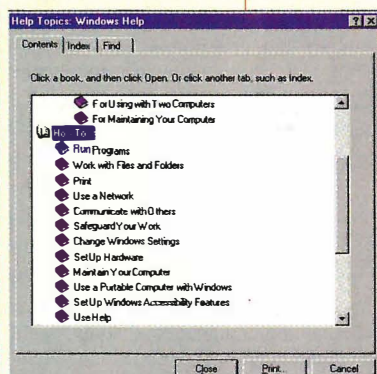 Help Topics: Windows Help
Contents Index Find
Click a book, and then click Open. Or click another tab, such as Index.
For Using with Two Computers
For Maintaining Your Computer
How To
Run Programs
Work with Files and Folders
Print
Use a Network
Communicate with Others
Safeguard Your Work
Change Windows Settings
Set Up Hardware
Maintain Your Computer
Use a Portable Computer with Windows
Set Up Windows Accessibility Features
Use Help
Close Print... Cancel